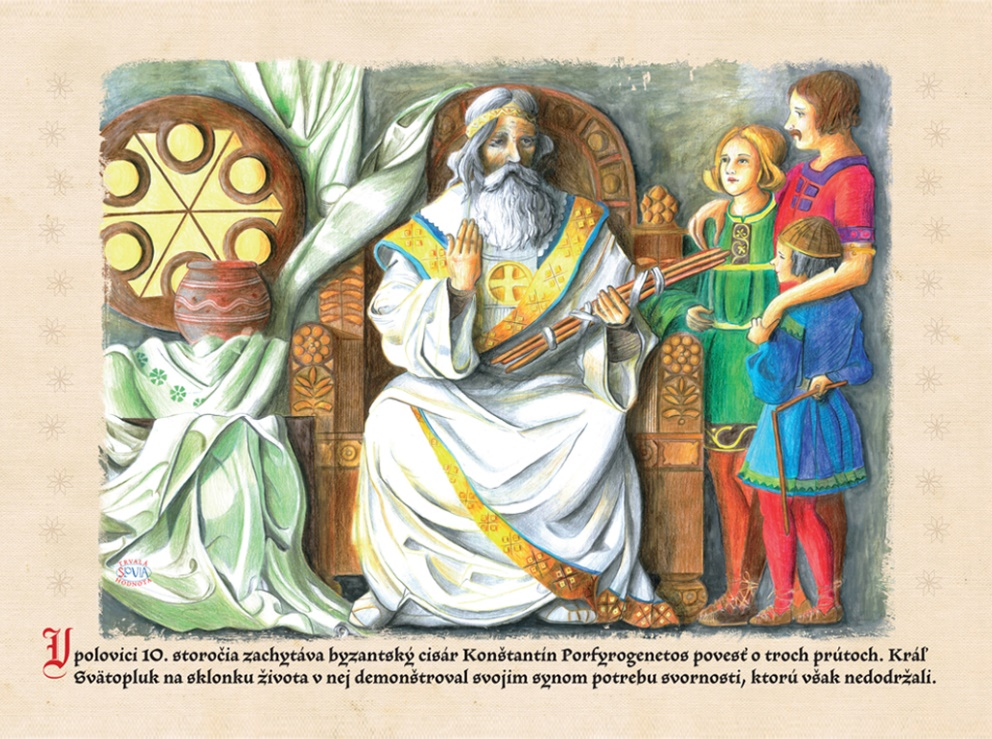 TRVALÁ
SOVIA
HODNOTA
V polovici 10. storočia zachytáva byzantský cisár Konštantín Porfyrogenetos povesť o troch prútoch. Kráľ
Svätopluk na sklonku života v nej demonštroval svojim synom potrebu svornosti, ktorú však nedodržali.